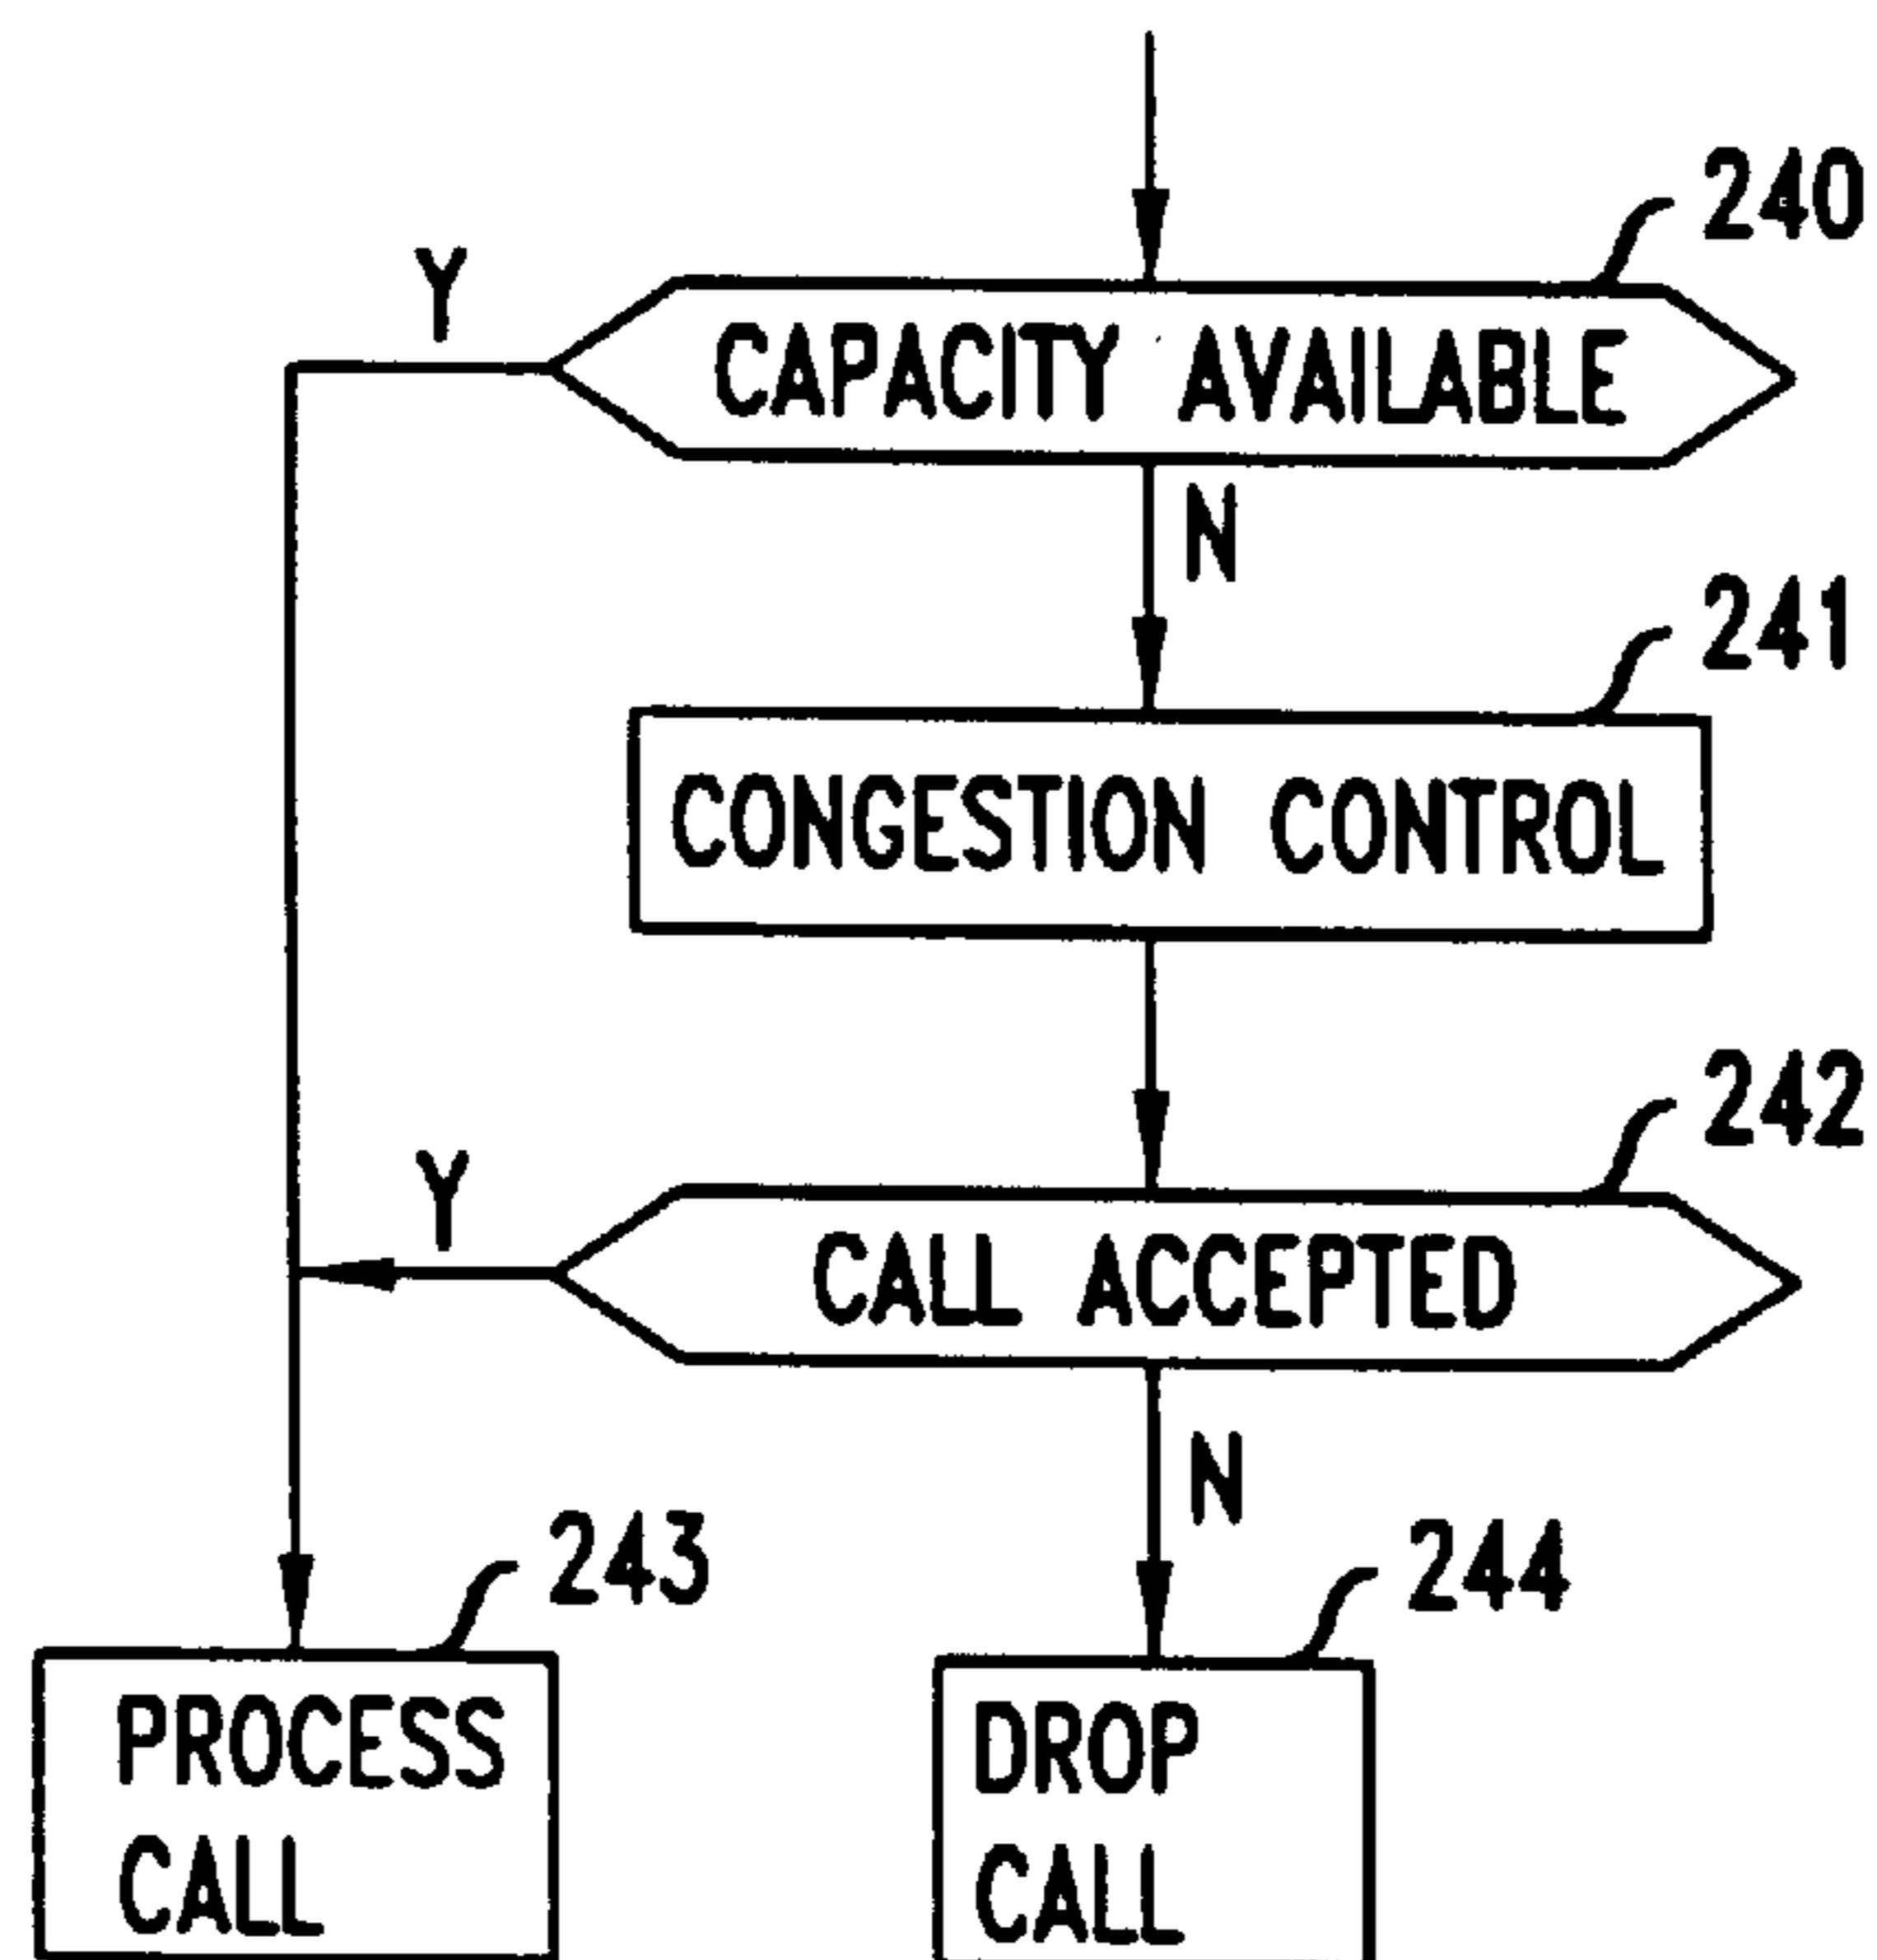 240
Y
CAPACITY AVAILABLE
N
241
CONGESTION CONTROL
242
Y
CALL ACCEPTED
N
243
244
PROCESS
CALL
DROP
CALL